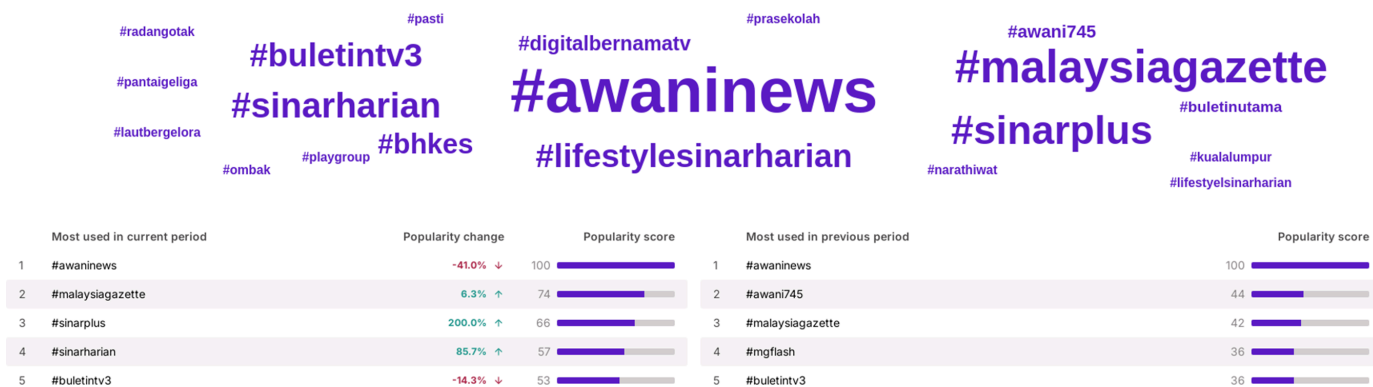 #pasti
#prasekolah
#radangotak
#awani745
#digitalbernamatv
#buletintv3
#malaysiagazette
#pantaigeliga
#awaninews
#sinarharian
#buletinutama
#lautbergelora
#sinarplus
#bhkes
#playgroup
#lifestylesinarharian
#kualalumpur
#ombak
#narathiwat
#lifestyelsinarharian
Most used in current period Popularity change Popularity score
1 #awaninews -41.0% ↓ 100
2 #malaysiagazette 6.3% ↑ 74
3 #sinarplus 200.0% ↑ 66
4 #sinarharian 85.7% ↑ 57
5 #buletintv3 -14.3% ↓ 53
Most used in previous period Popularity score
1 #awaninews 100
2 #awani745 44
3 #malaysiagazette 42
4 #mgflash 36
5 #buletintv3 36